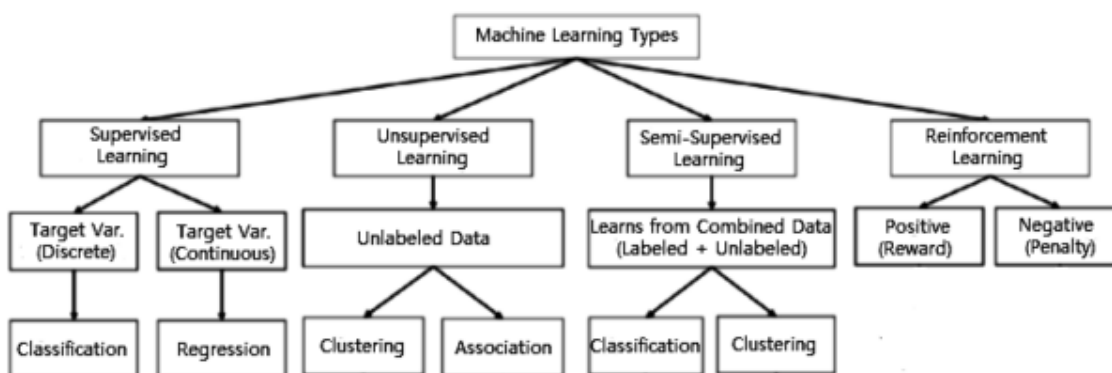 Machine Learning Types
Supervised
Learning
Unsupervised
Learning
Semi-Supervised
Learning
Reinforcement
Learning
Target Var.
(Discrete)
Target Var.
(Continuous)
Unlabeled Data
Learns from Combined Data
(Labeled + Unlabeled)
Positive
(Reward)
Negative
(Penalty)
Classification
Regression
Clustering
Association
Classification
Clustering